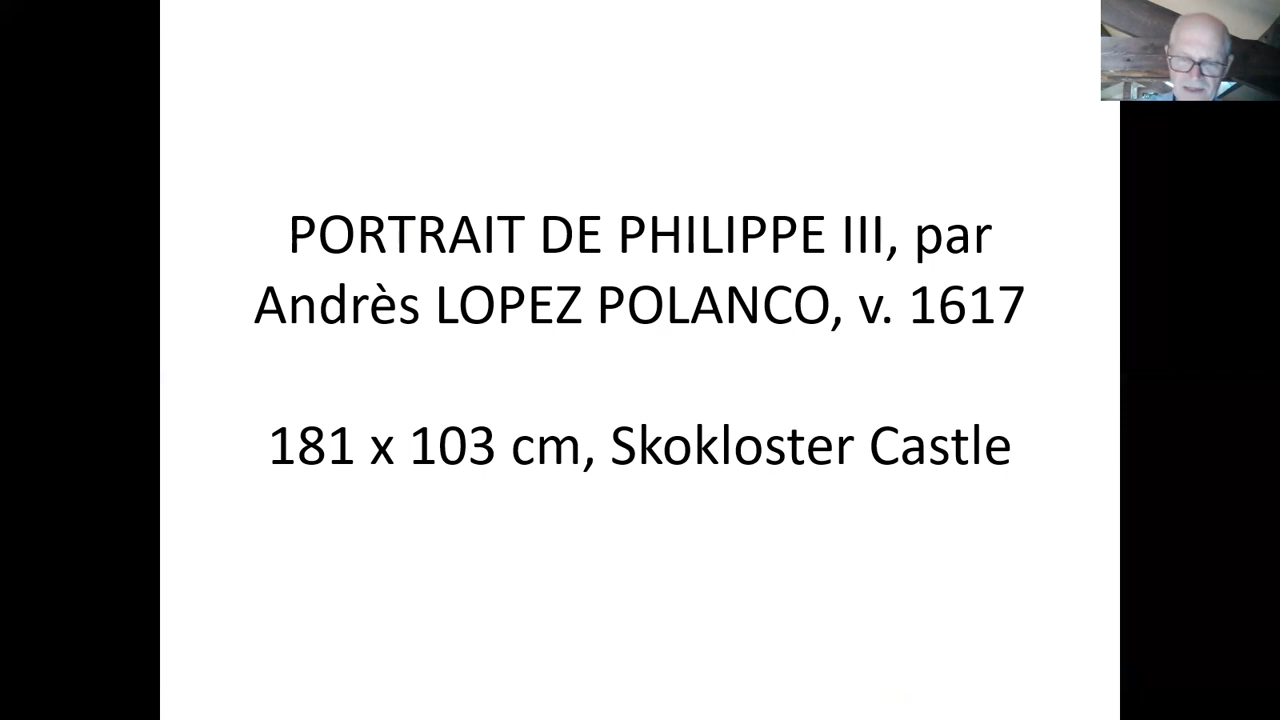 PORTRAIT DE PHILIPPE III, par
Andrès LOPEZ POLANCO, v. 1617
181 x 103 cm, Skokloster Castle